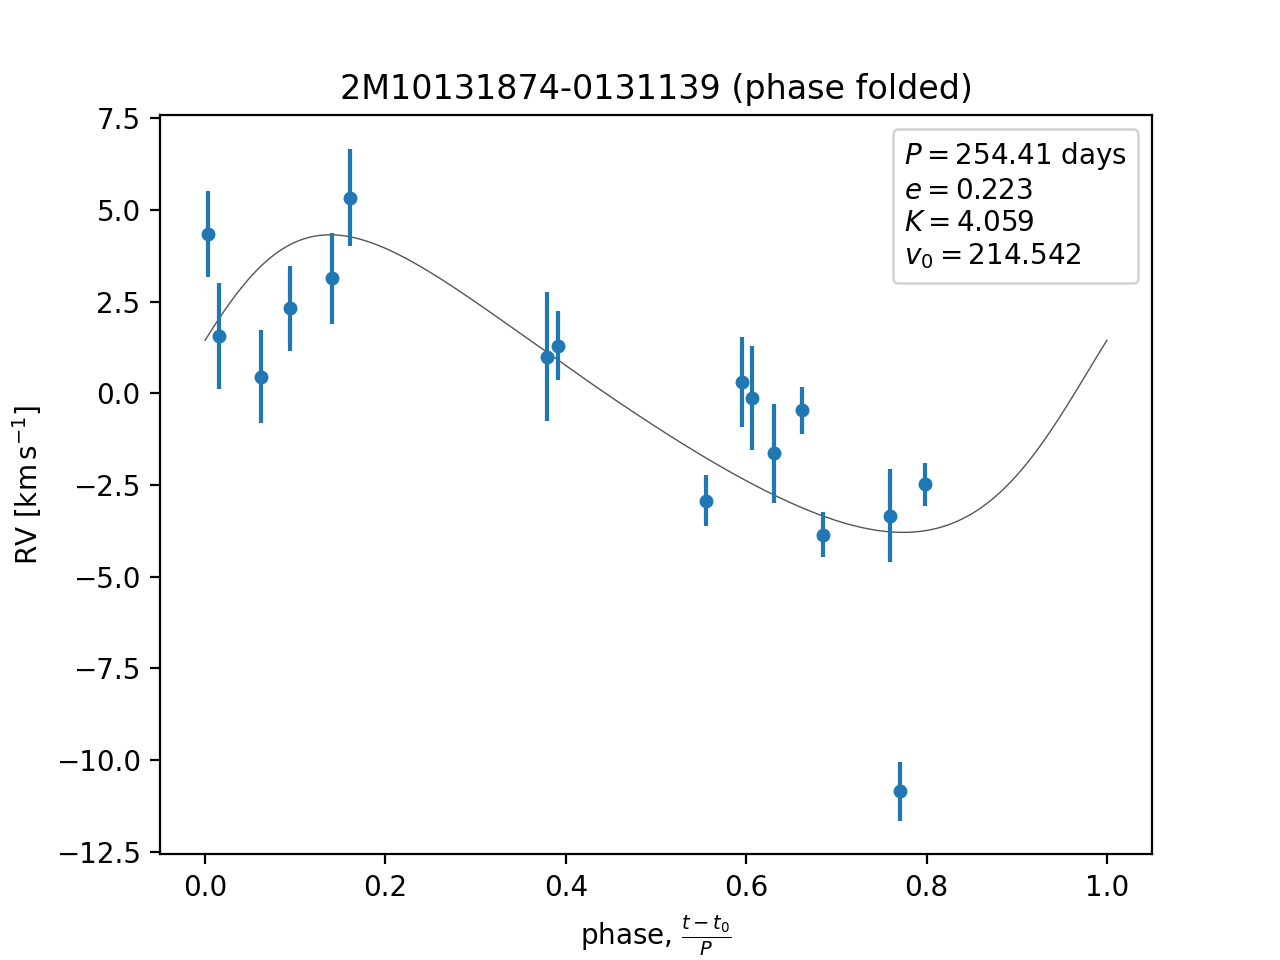 2M10131874-0131139 (phase folded)
P = 254.41 days
e = 0.223
K = 4.059
v₀ = 214.542
RV [km s⁻¹]
7.5
5.0
2.5
0.0
−2.5
−5.0
−7.5
−10.0
−12.5
0.0 0.2 0.4 0.6 0.8 1.0
phase, (t − t₀)/P